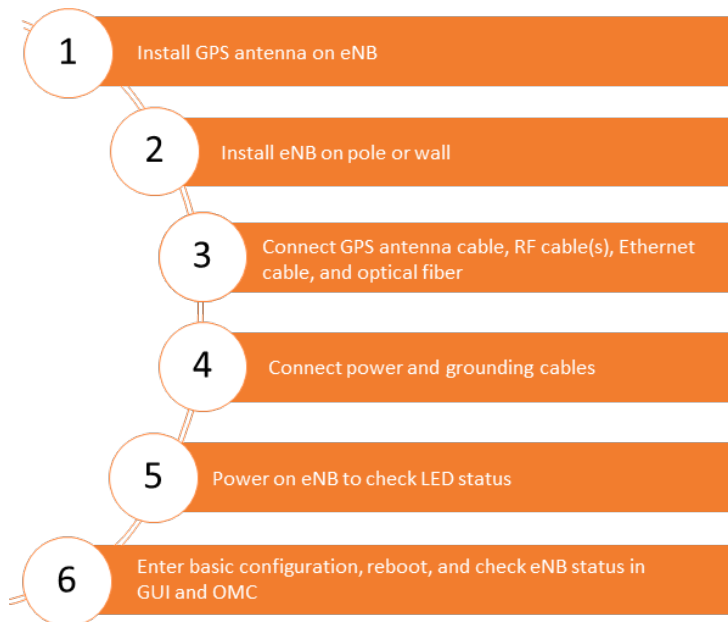 1
Install GPS antenna on eNB
2
Install eNB on pole or wall
3
Connect GPS antenna cable, RF cable(s), Ethernet
cable, and optical fiber
4
Connect power and grounding cables
5
Power on eNB to check LED status
6
Enter basic configuration, reboot, and check eNB status in
GUI and OMC